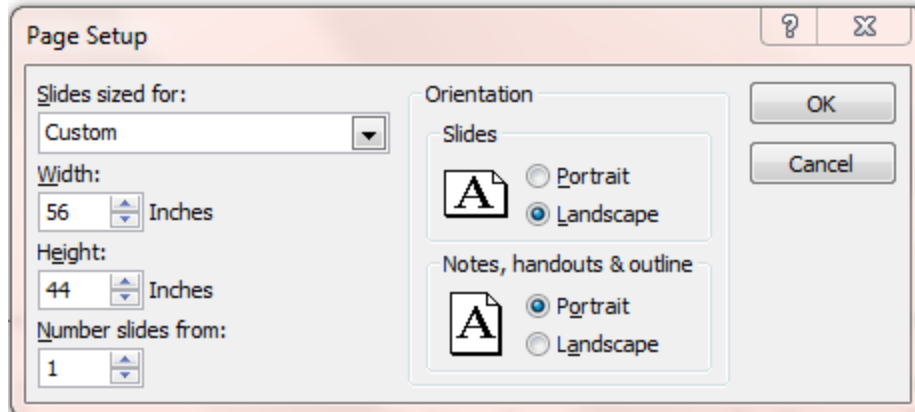 Page Setup
Slides sized for:
Custom
Width:
56 Inches
Height:
44 Inches
Number slides from:
1
Orientation
Slides
A
Portrait
Landscape
Notes, handouts & outline
A
Portrait
Landscape
?
OK
Cancel